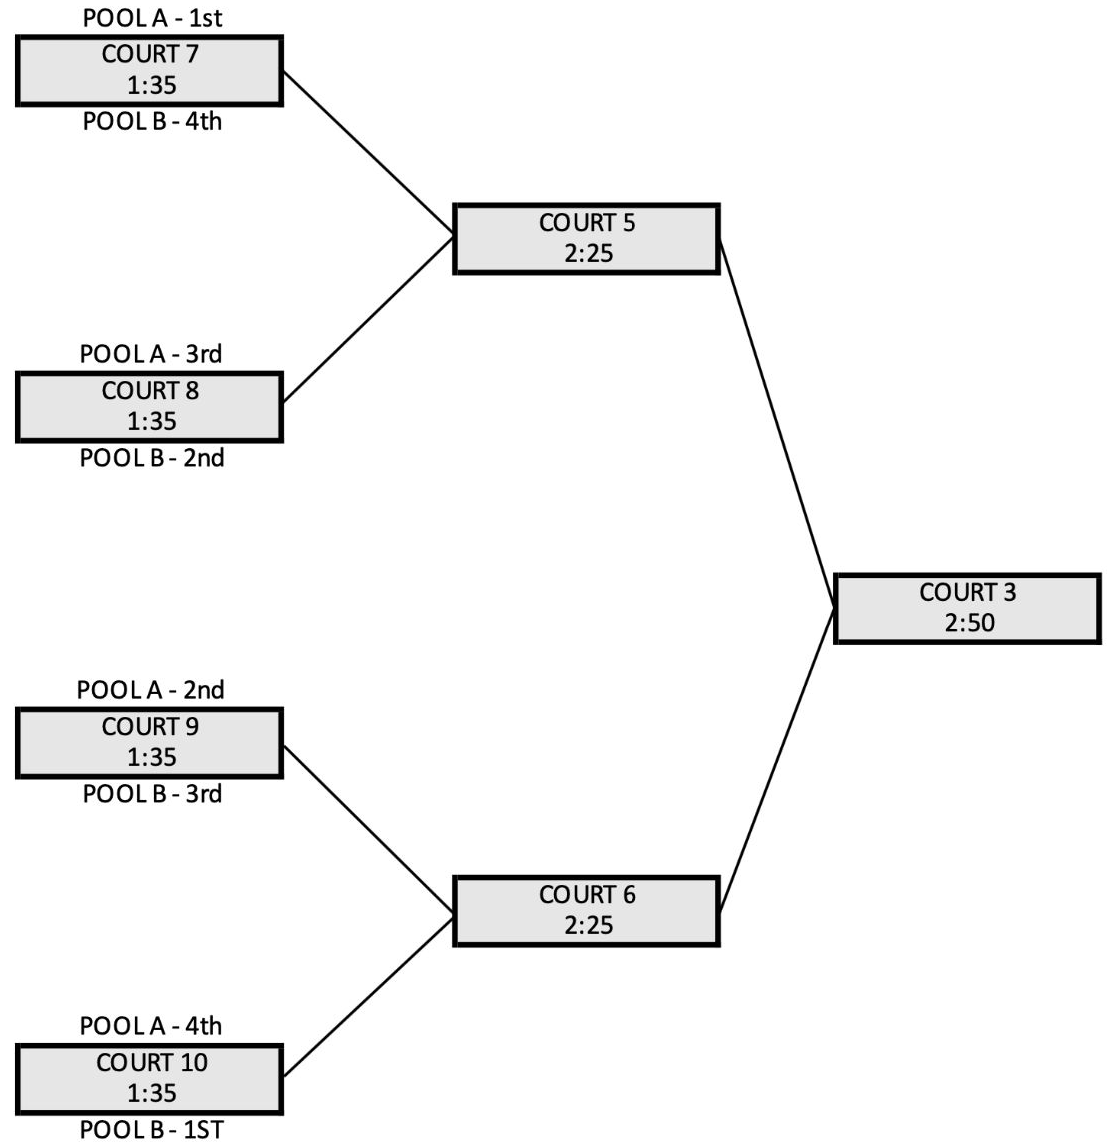 POOL A - 1st
COURT 7
1:35
POOL B - 4th
COURT 5
2:25
POOL A - 3rd
COURT 8
1:35
POOL B - 2nd
COURT 3
2:50
POOL A - 2nd
COURT 9
1:35
POOL B - 3rd
COURT 6
2:25
POOL A - 4th
COURT 10
1:35
POOL B - 1ST